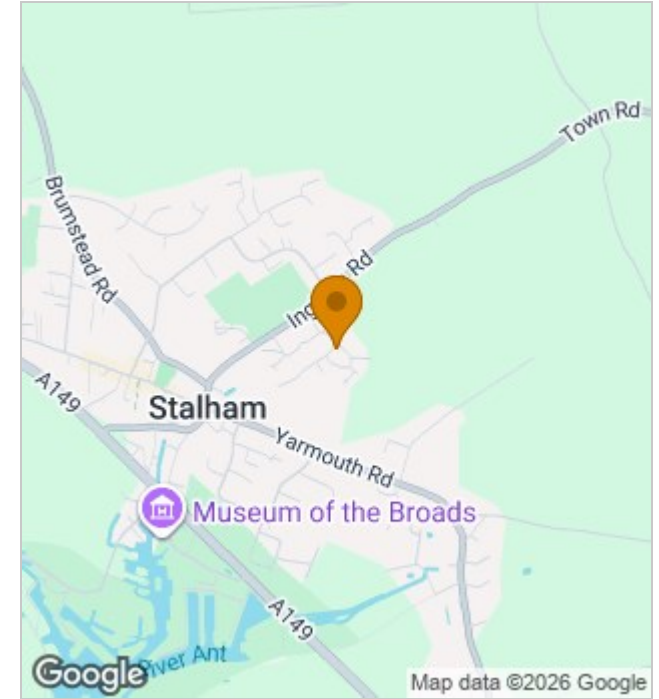 Town Rd
Brumstead Rd
Rd
A149
Stalham
Yarmouth Rd
Museum of the Broads
A149
River Ant
Google
Map data ©2026 Google